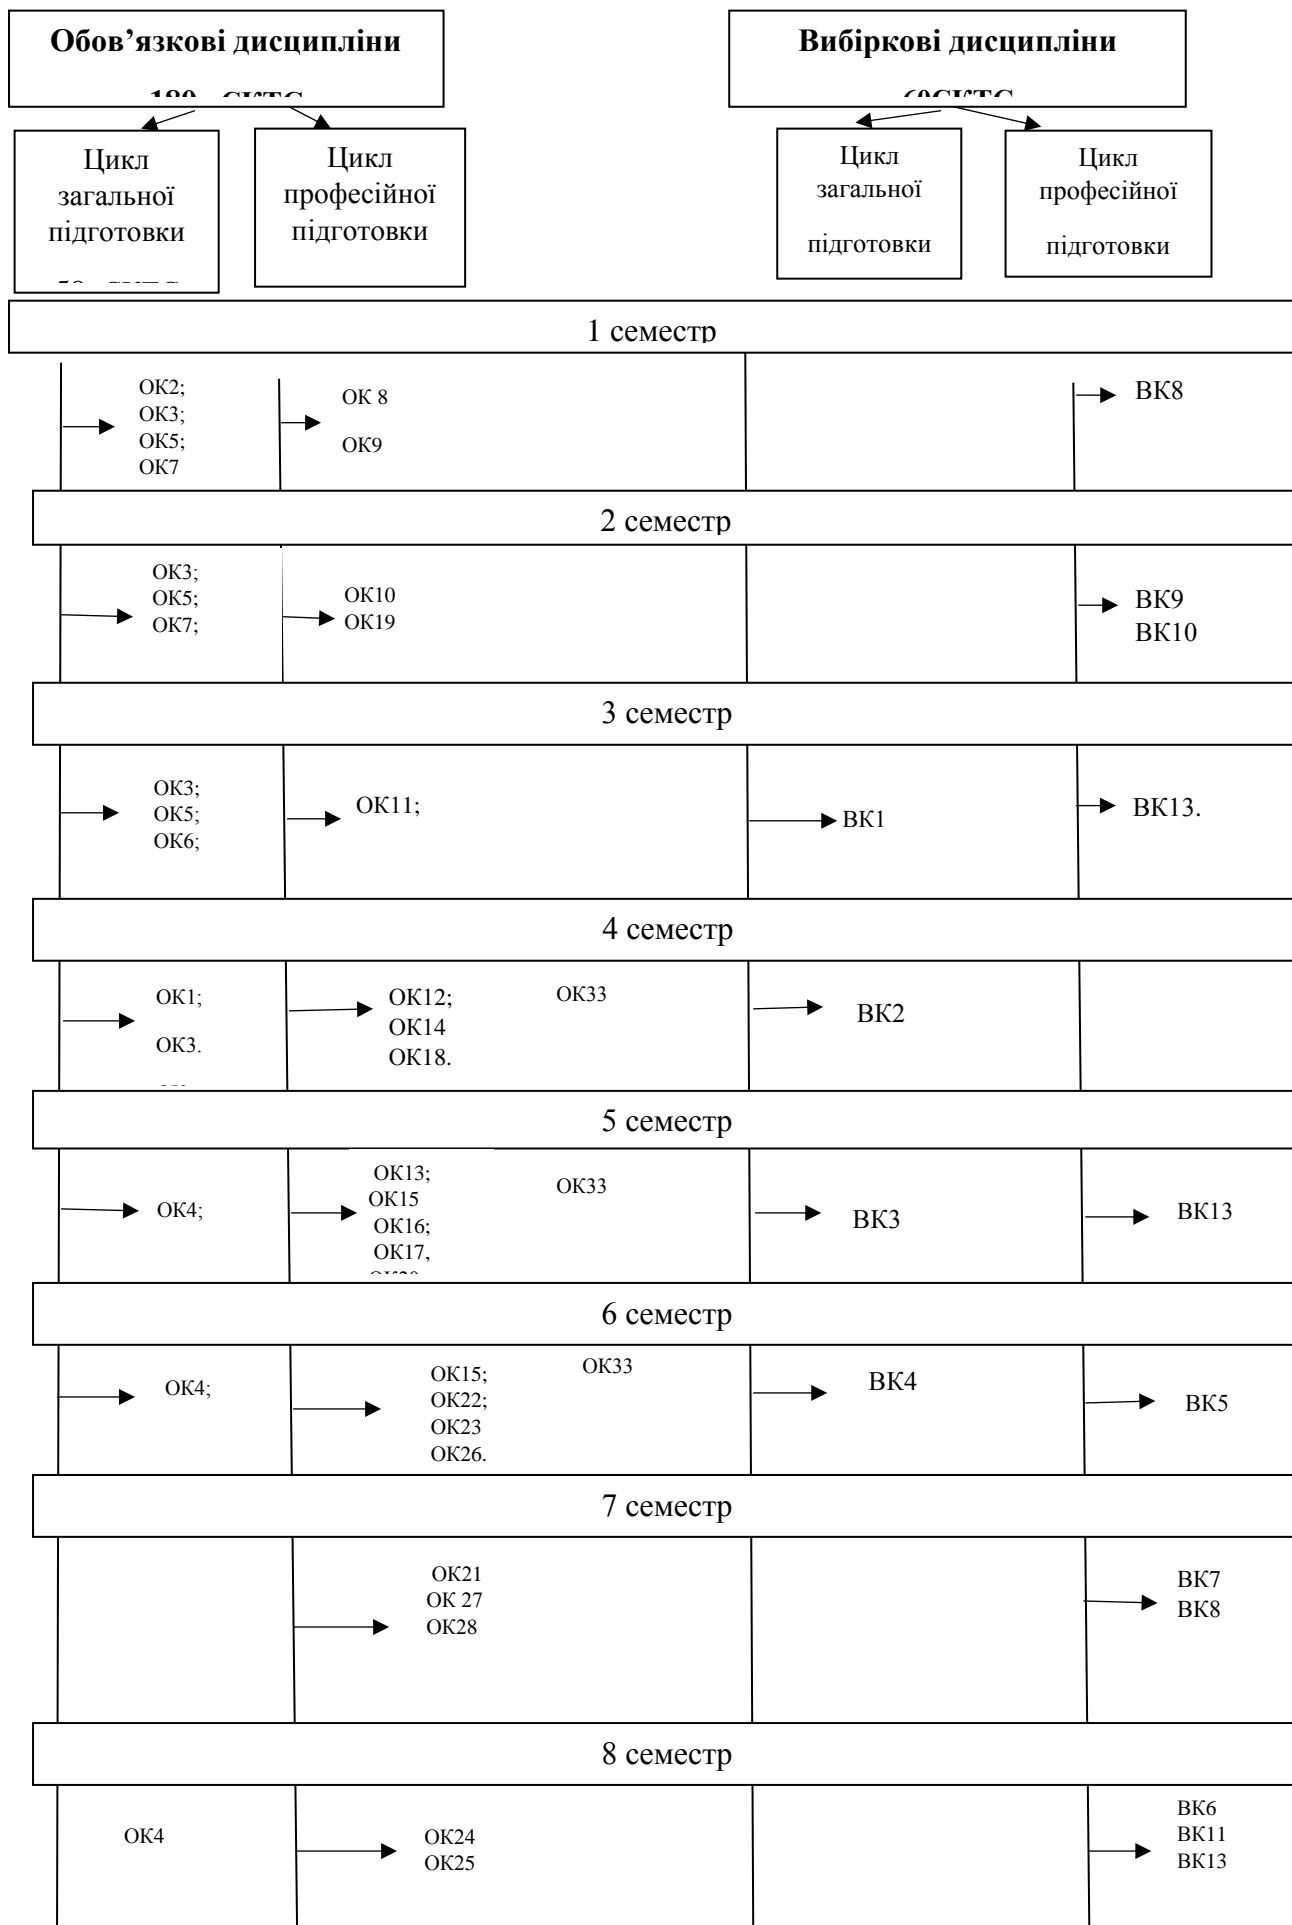 Обов’язкові дисципліни
Вибіркові дисципліни
Цикл
загальної
підготовки
Цикл
професійної
підготовки
Цикл
загальної
підготовки
Цикл
професійної
підготовки
1 семестр
ОК2;
ОК3;
ОК5;
ОК7
ОК 8
ОК9
ВК8
2 семестр
ОК3;
ОК5;
ОК7;
ОК10
ОК19
ВК9
ВК10
3 семестр
ОК3;
ОК5;
ОК6;
ОК11;
ВК1
ВК13.
4 семестр
ОК1;
ОК3.
ОК12;
ОК14
ОК18.
ОК33
ВК2
5 семестр
ОК4;
ОК13;
ОК15
ОК16;
ОК17,
ОК33
ВК3
ВК13
6 семестр
ОК4;
ОК15;
ОК22;
ОК23
ОК26.
ОК33
ВК4
ВК5
7 семестр
ОК21
ОК 27
ОК28
ВК7
ВК8
8 семестр
ОК4
ОК24
ОК25
ВК6
ВК11
ВК13